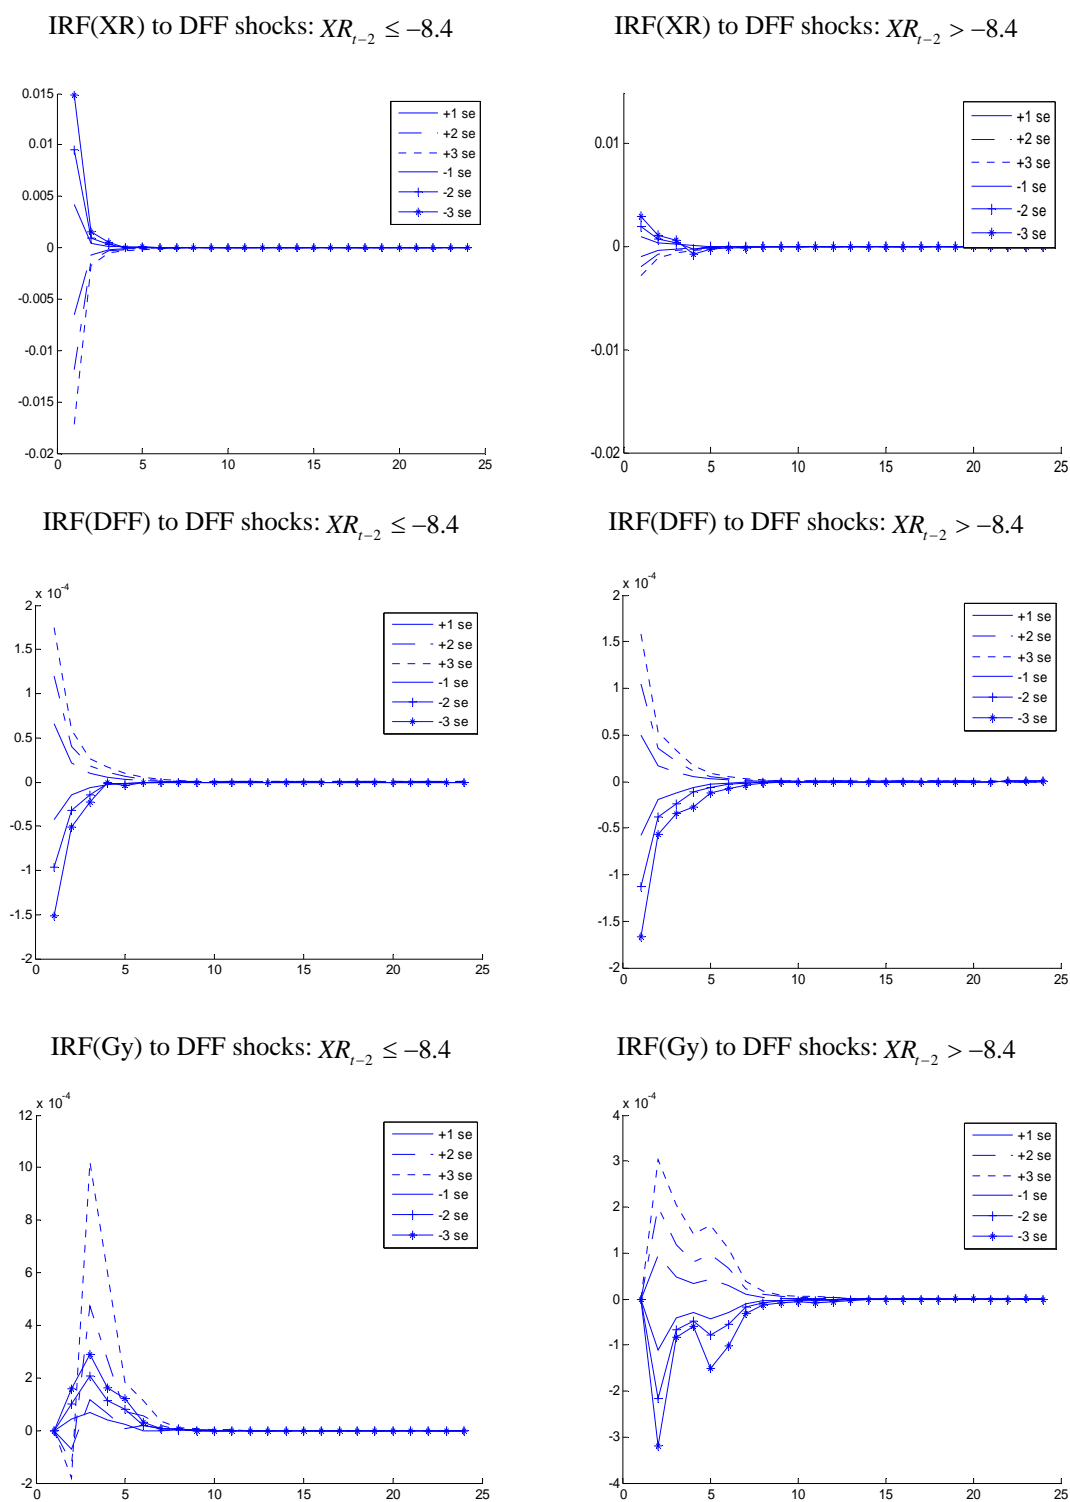 IRF(XR) to DFF shocks: XR_{t−2} ≤ −8.4
IRF(XR) to DFF shocks: XR_{t−2} > −8.4
0.015
0.01
0.005
0
-0.005
-0.01
-0.015
-0.02
0 5 10 15 20 25
+1 se
+2 se
+3 se
-1 se
-2 se
-3 se
0.01
0
-0.01
-0.02
0 5 10 15 20 25
+1 se
+2 se
+3 se
-1 se
-2 se
-3 se
IRF(DFF) to DFF shocks: XR_{t−2} ≤ −8.4
IRF(DFF) to DFF shocks: XR_{t−2} > −8.4
x 10^{-4}
2
1.5
1
0.5
0
-0.5
-1
-1.5
-2
0 5 10 15 20 25
+1 se
+2 se
+3 se
-1 se
-2 se
-3 se
x 10^{-4}
2
1.5
1
0.5
0
-0.5
-1
-1.5
-2
0 5 10 15 20 25
+1 se
+2 se
+3 se
-1 se
-2 se
-3 se
IRF(Gy) to DFF shocks: XR_{t−2} ≤ −8.4
IRF(Gy) to DFF shocks: XR_{t−2} > −8.4
x 10^{-4}
12
10
8
6
4
2
0
-2
0 5 10 15 20 25
+1 se
+2 se
+3 se
-1 se
-2 se
-3 se
x 10^{-4}
4
3
2
1
0
-1
-2
-3
-4
0 5 10 15 20 25
+1 se
+2 se
+3 se
-1 se
-2 se
-3 se